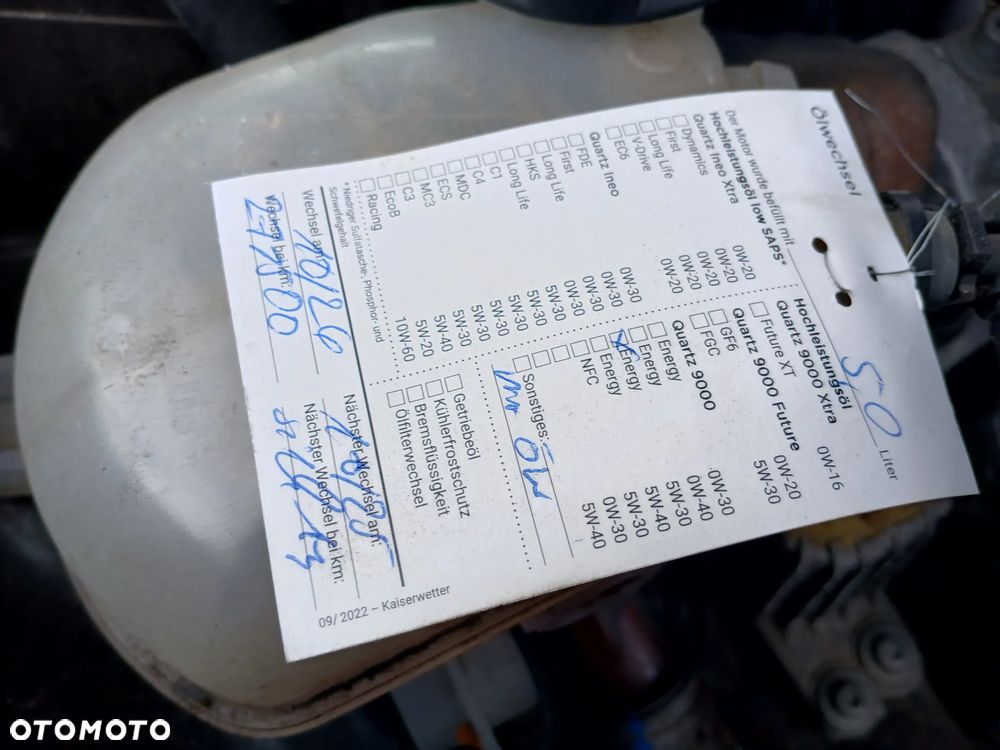 Ölwechsel
Der Motor wurde befüllt mit
5,0 Liter
Hochleistungsöl low SAPS*
Quartz Ineo Xtra
Dynamics 0W-20
First 0W-20
Long Life 0W-20
V-Drive 0W-20
EC6 0W-20
Quartz Ineo
FDE 0W-30
First 0W-30
Long Life 0W-30
HKS 5W-30
Long Life 5W-30
C1 5W-30
C4 5W-30
MDC 5W-30
ECS 5W-30
MC3 5W-30
C3 5W-40
EcoB 5W-20
Racing 10W-60
*Niedriger Sulfatasche-, Phosphor- und
Schwefelgehalt
Hochleistungsöl
Quartz 9000 Xtra
Future XT 0W-16
Quartz 9000 Future
GF6 0W-20
FGC 5W-30
Quartz 9000
Energy 0W-30
Energy 0W-40
Energy 5W-30
Energy 5W-40
NFC 5W-30
0W-30
5W-40
Sonstiges:
Getriebeöl
Kühlerfrostschutz
Bremsflüssigkeit
Ölfilterwechsel
Wechsel am:
Wechsel bei km:
Nächster Wechsel am:
Nächster Wechsel bei km:
09/ 2022 – Kaiserwetter
OTOMOTO